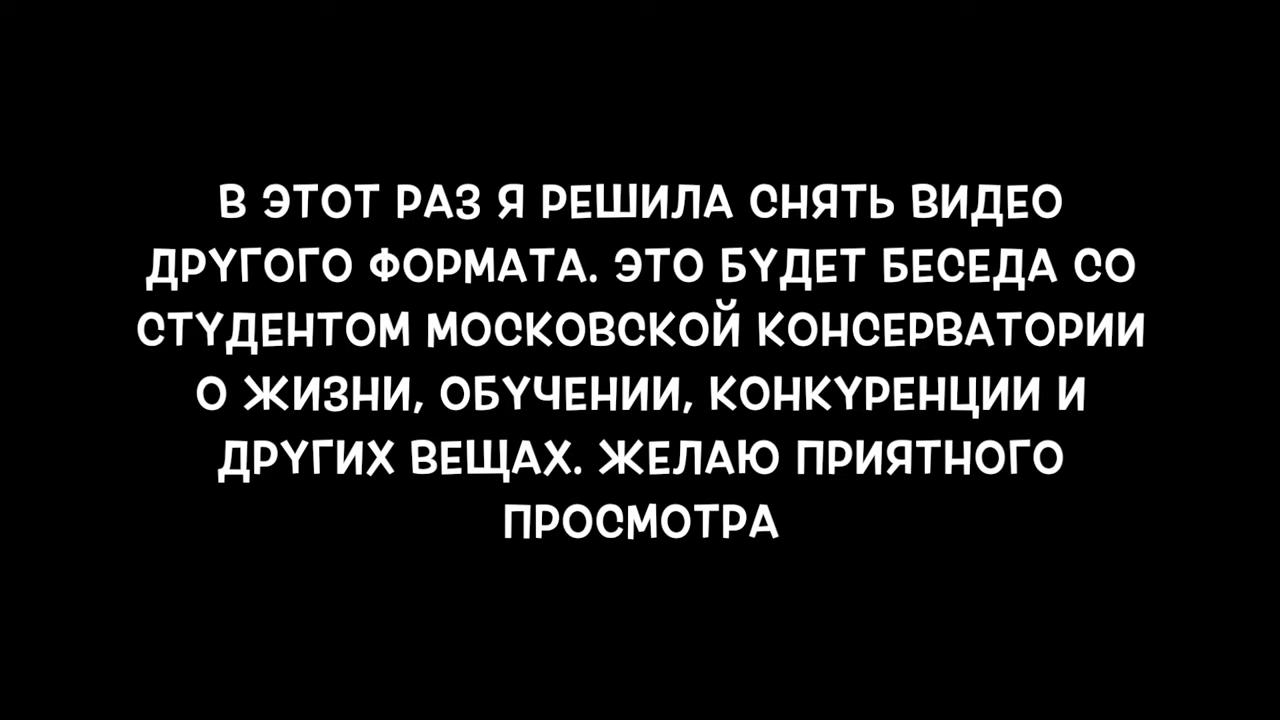 В ЭТОТ РАЗ Я РЕШИЛА СНЯТЬ ВИДЕО
ДРУГОГО ФОРМАТА. ЭТО БУДЕТ БЕСЕДА СО
СТУДЕНТОМ МОСКОВСКОЙ КОНСЕРВАТОРИИ
О ЖИЗНИ, ОБУЧЕНИИ, КОНКУРЕНЦИИ И
ДРУГИХ ВЕЩАХ. ЖЕЛАЮ ПРИЯТНОГО
ПРОСМОТРА